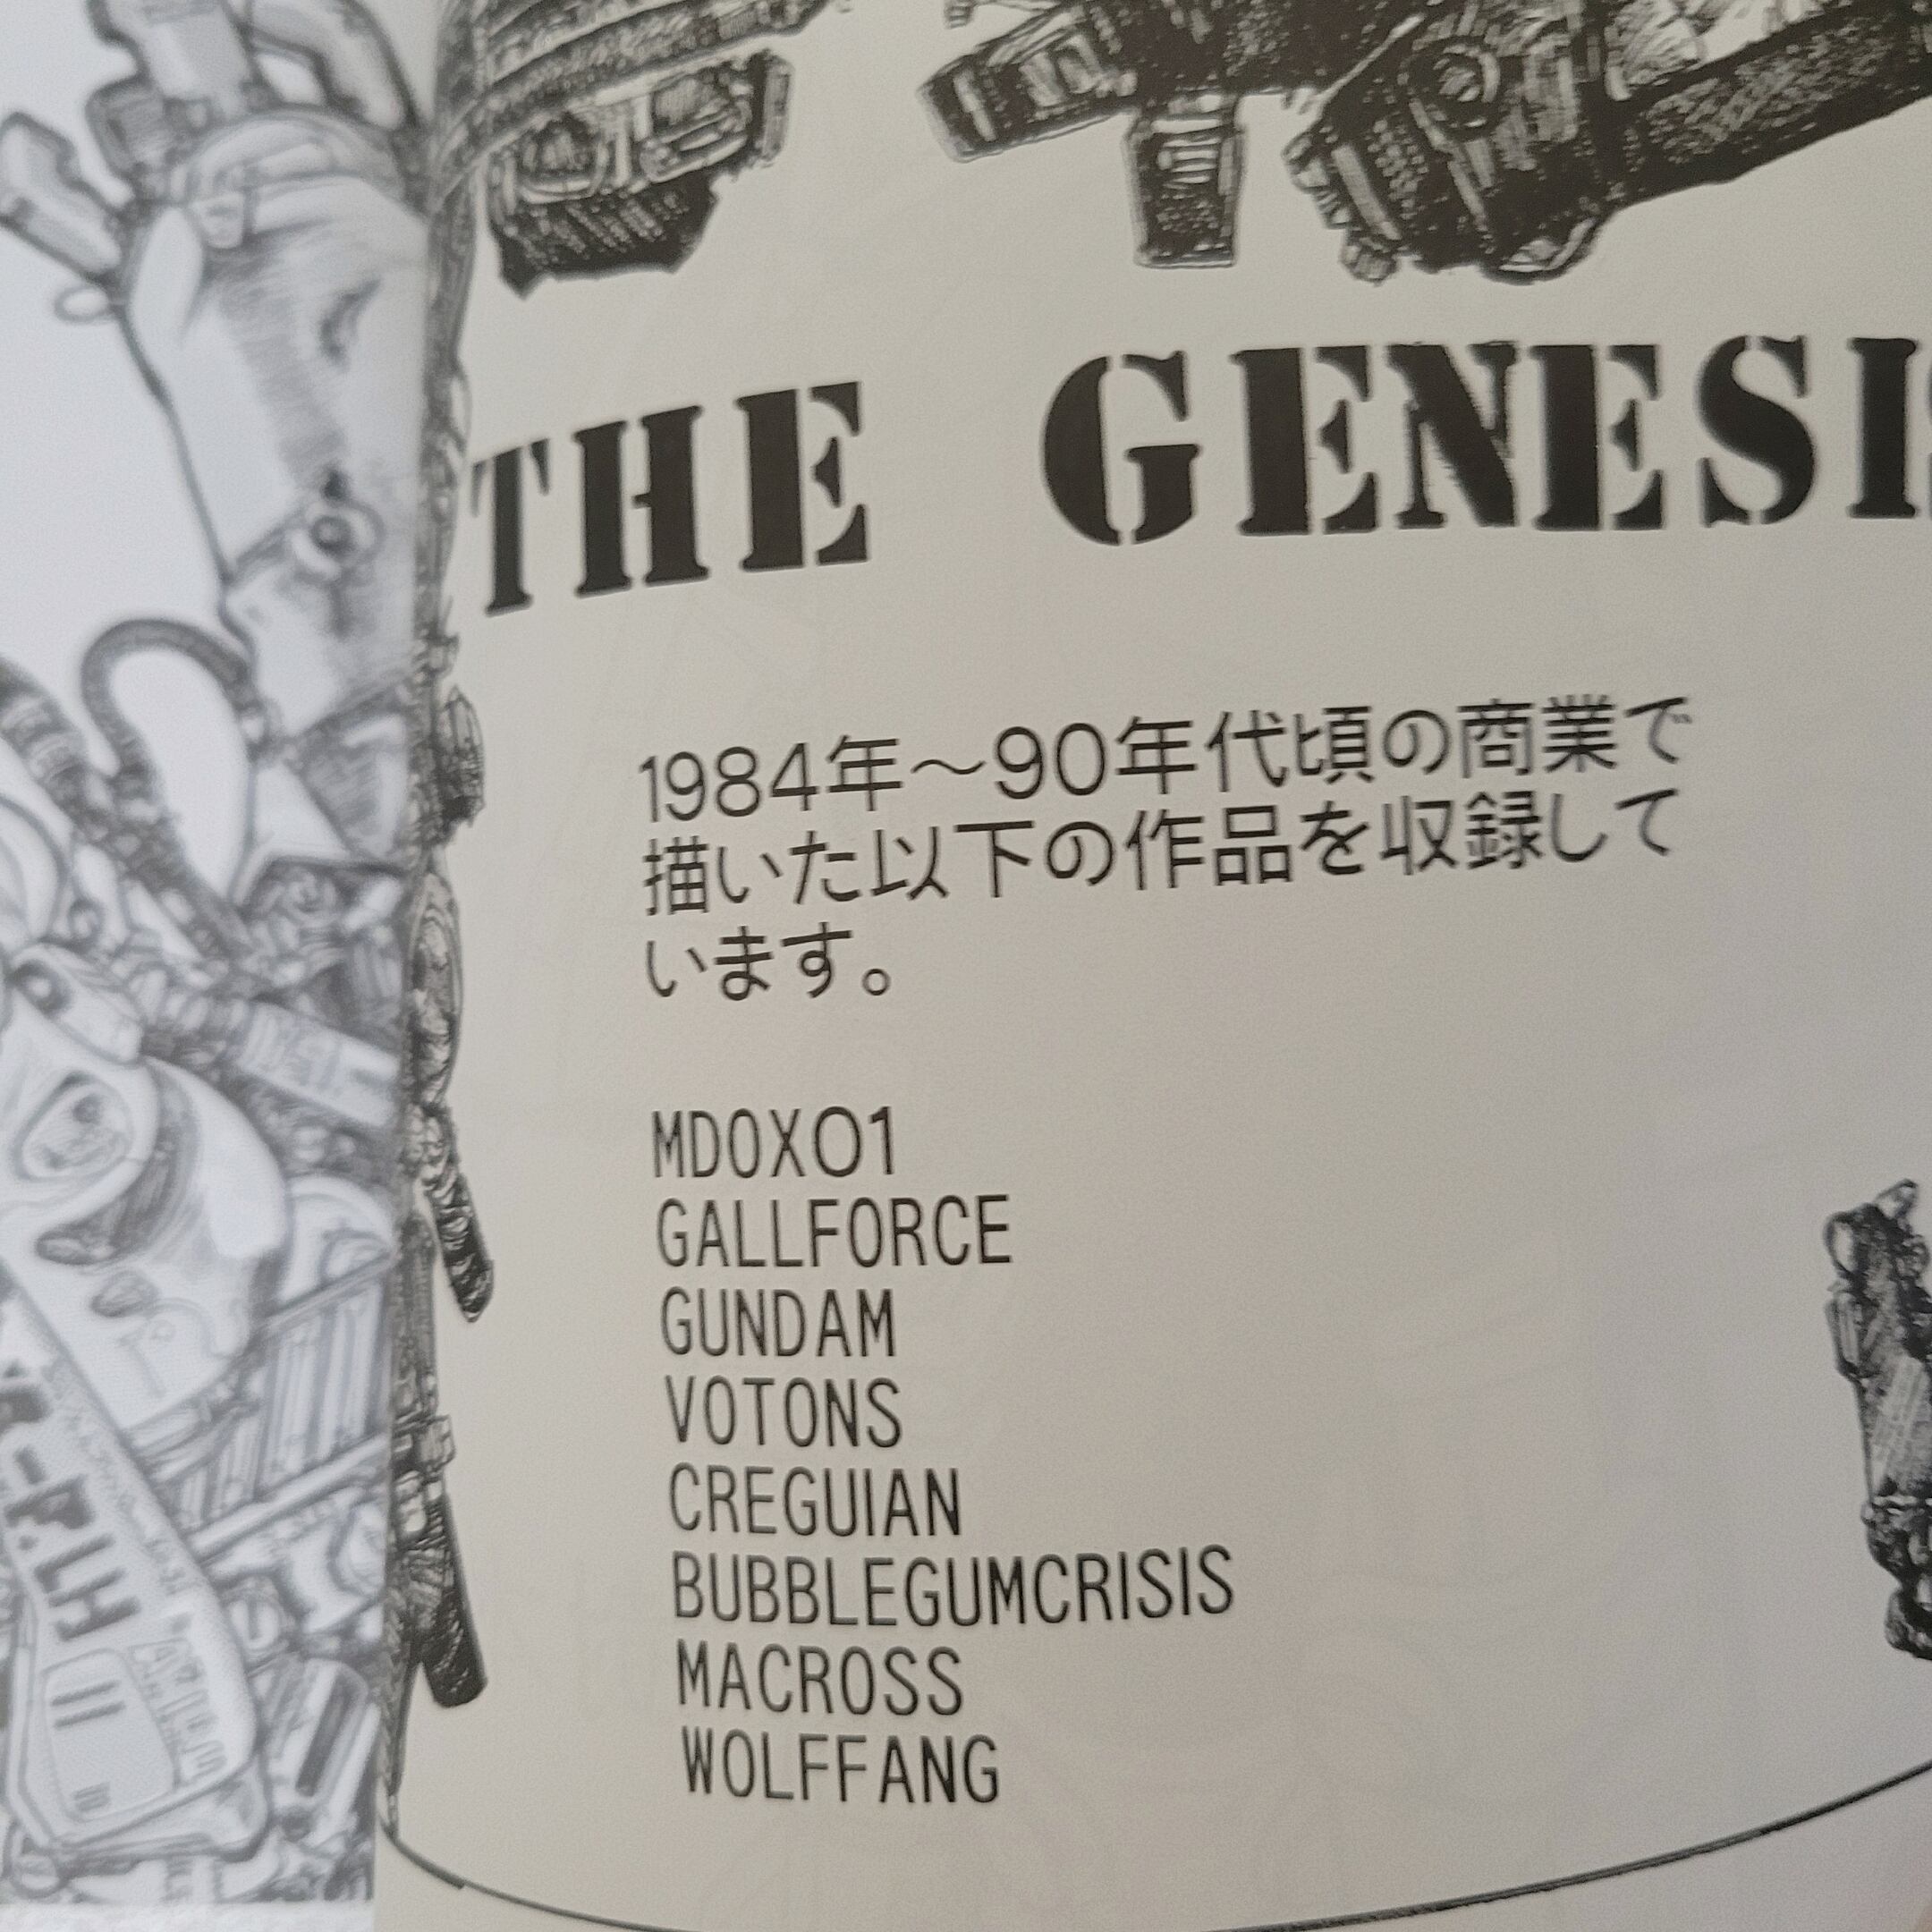 THE GENESI
1984年～90年代頃の商業で
描いた以下の作品を収録して
います。
MDOX01
GALLFORCE
GUNDAM
VOTONS
CREGUIAN
BUBBLEGUMCRISIS
MACROSS
WOLFFANG